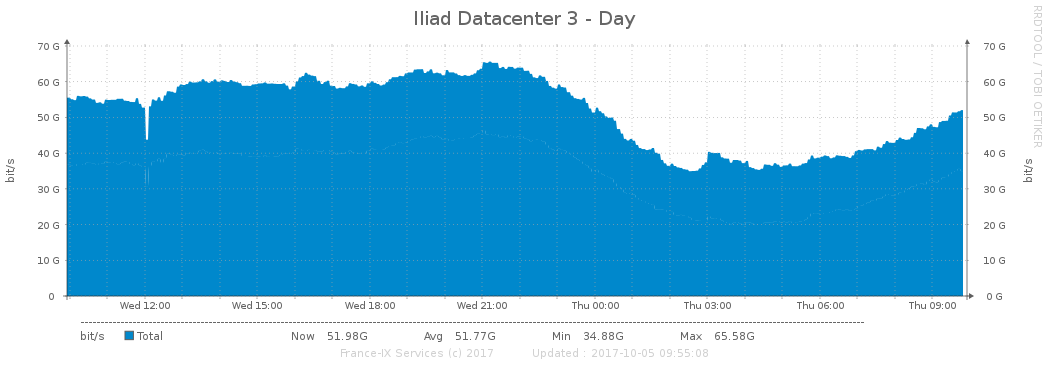 Iliad Datacenter 3 - Day
RRDTOOL / TOBI OETIKER
70 G 70 G
60 G 60 G
50 G 50 G
40 G 40 G
30 G 30 G
20 G 20 G
10 G 10 G
0 0 G
bit/s bit/s
Wed 12:00 Wed 15:00 Wed 18:00 Wed 21:00 Thu 00:00 Thu 03:00 Thu 06:00 Thu 09:00
bit/s Total Now 51.98G Avg 51.77G Min 34.88G Max 65.58G
France-IX Services (c) 2017 Updated : 2017-10-05 09:55:08